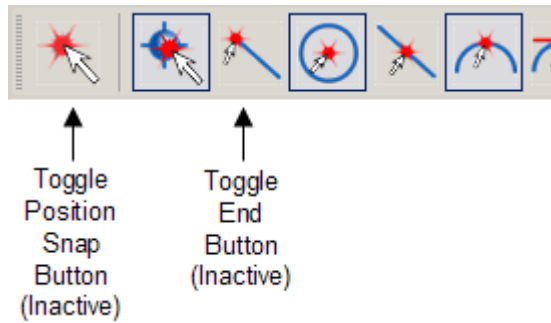 Toggle
Position
Snap
Button
(Inactive)
Toggle
End
Button
(Inactive)